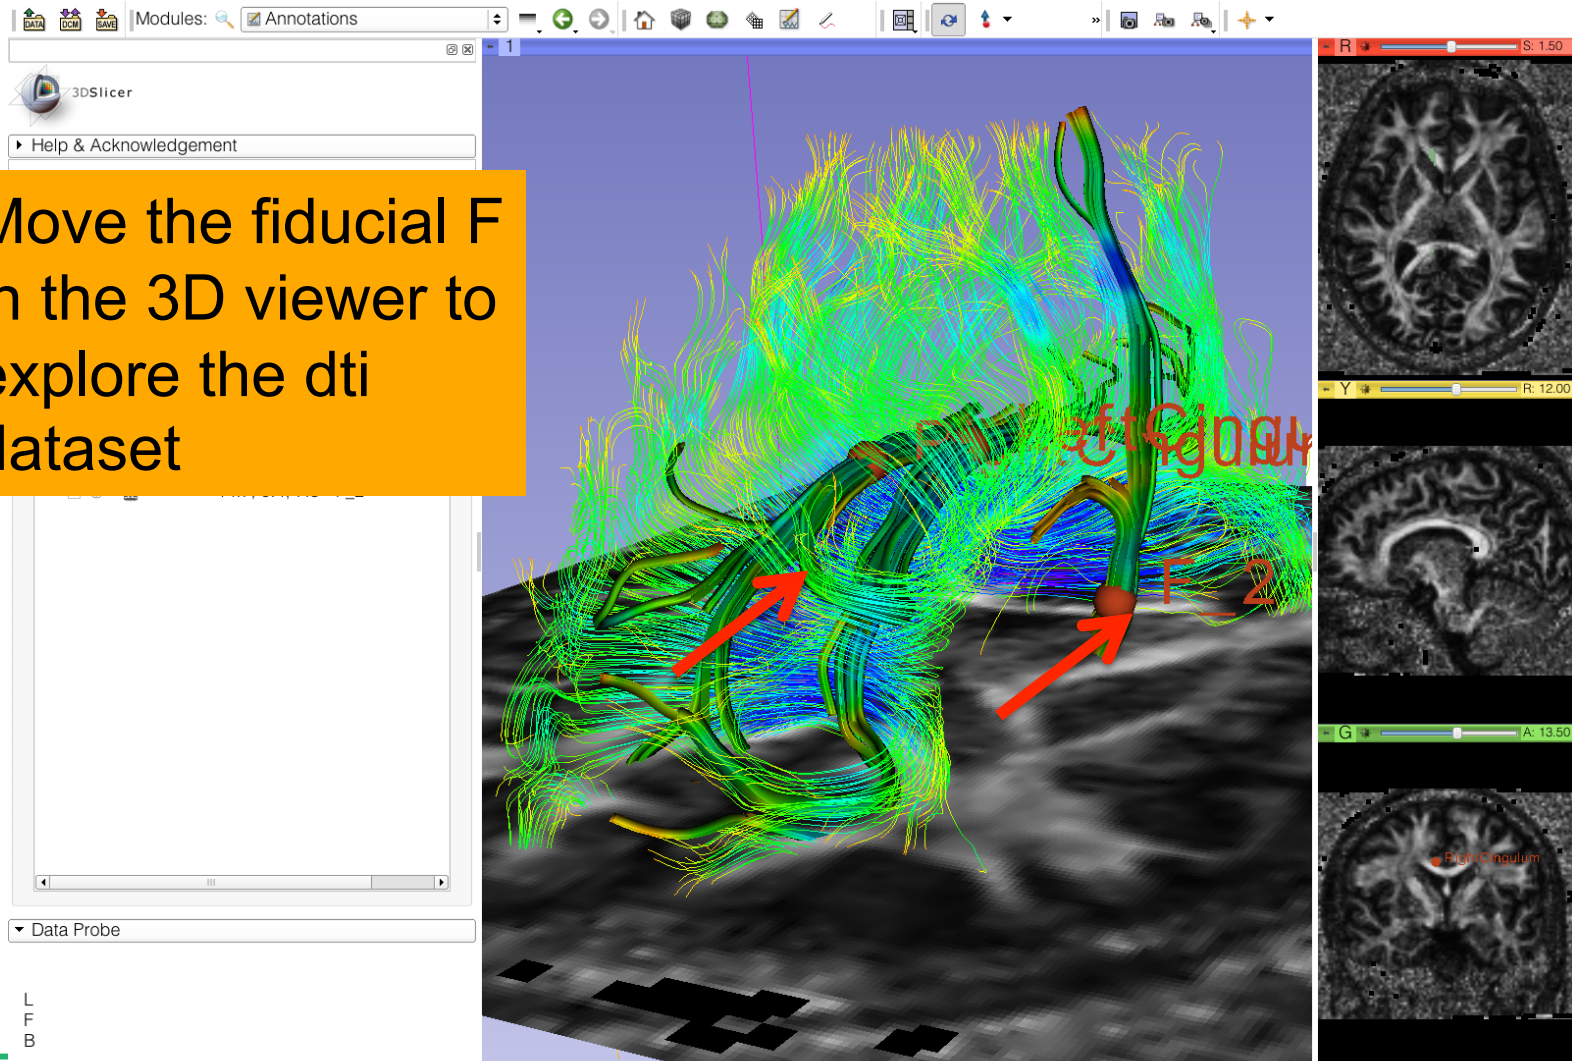 DATA
DCM
SAVE
Modules:
Annotations
»
1
R
S: 1.50
3DSlicer
Help & Acknowledgement
Move the fiducial F
n the 3D viewer to
explore the dti
dataset
Y
R: 12.00
F_2
G
A: 13.50
RightCingulum
Data Probe
L
F
B